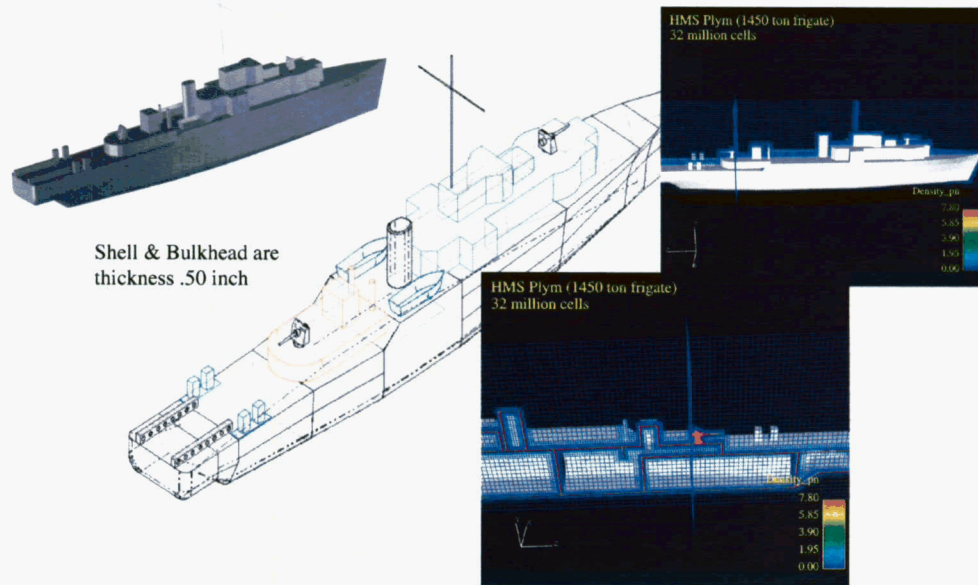 HMS Plym (1450 ton frigate)
32 million cells
Density_pn
7.80
5.85
3.90
1.95
0.00
Shell & Bulkhead are
thickness .50 inch
HMS Plym (1450 ton frigate)
32 million cells
Density_pn
7.80
5.85
3.90
1.95
0.00